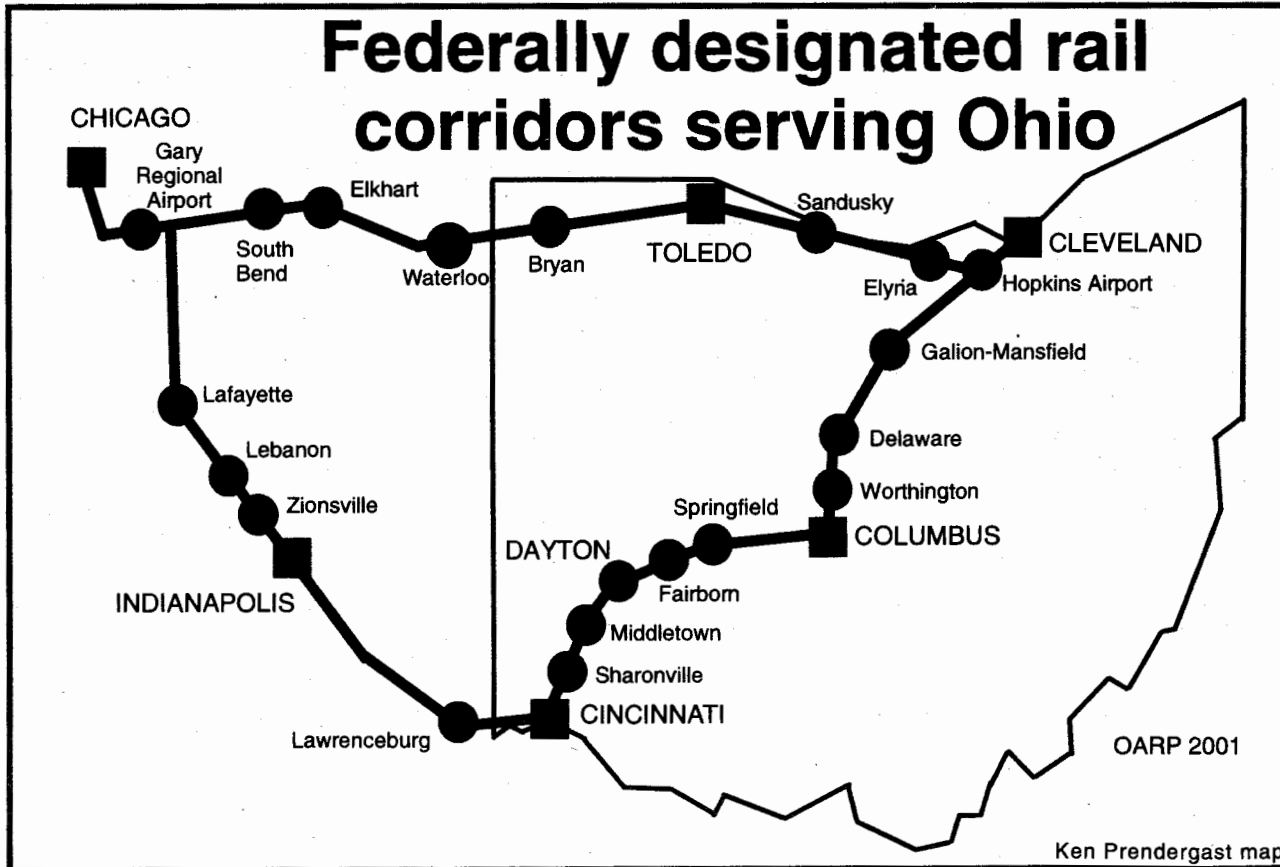 Federally designated rail
corridors serving Ohio
CHICAGO
Gary
Regional
Airport
South
Bend
Elkhart
Waterloo
Bryan
TOLEDO
Sandusky
Elyria
CLEVELAND
Hopkins Airport
Galion-Mansfield
Lafayette
Delaware
Lebanon
Worthington
Zionsville
Springfield
COLUMBUS
DAYTON
Fairborn
INDIANAPOLIS
Middletown
Sharonville
CINCINNATI
Lawrenceburg
OARP 2001
Ken Prendergast map